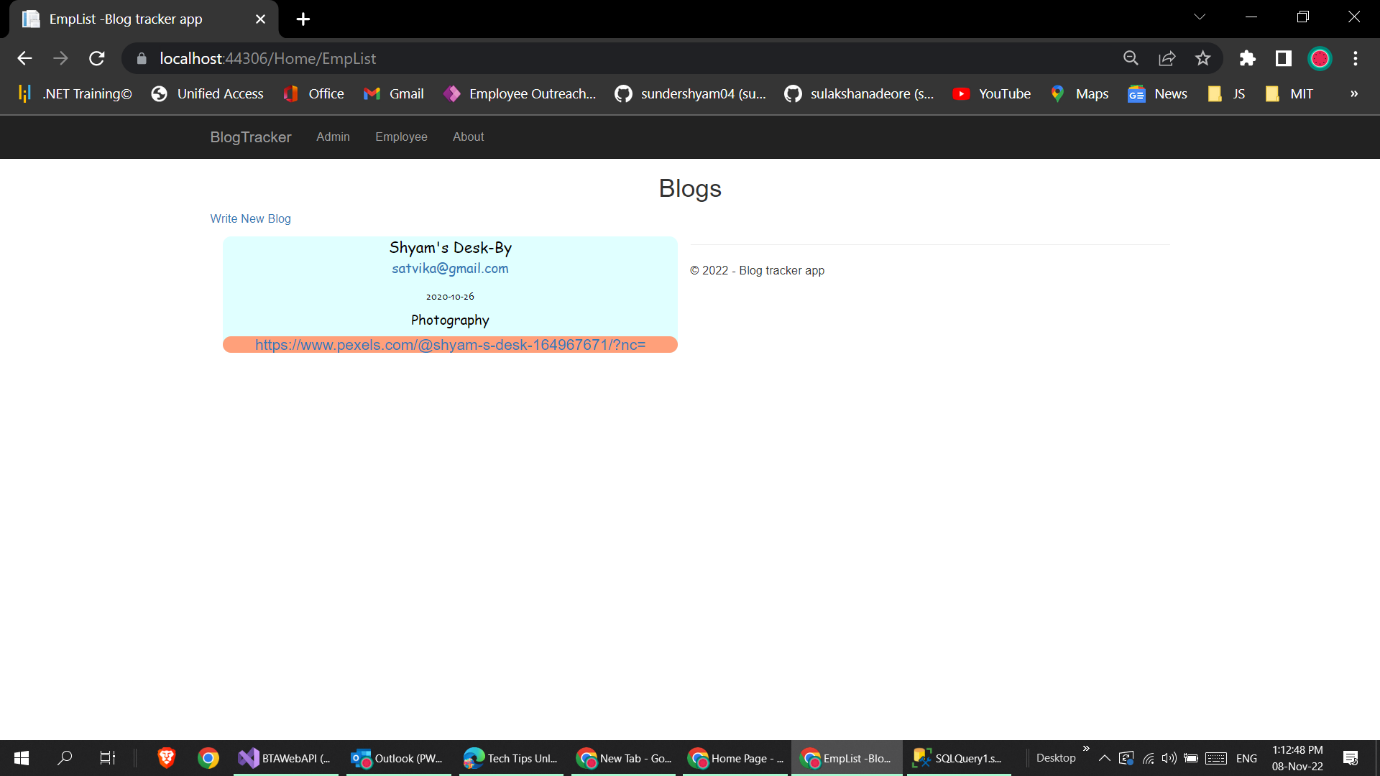 EmpList -Blog tracker app
localhost:44306/Home/EmpList
.NET Training© Unified Access Office Gmail Employee Outreach... sundershyam04 (su... sulakshanadeore (s... YouTube Maps News JS MIT »
BlogTracker Admin Employee About
Blogs
Write New Blog
Shyam's Desk-By
satvika@gmail.com
2020-10-26
Photography
https://www.pexels.com/@shyam-s-desk-164967671/?nc=
© 2022 - Blog tracker app
BTAWebAPI (... Outlook (PW... Tech Tips Unl... New Tab - Go... Home Page - ... EmpList -Blo... SQLQuery1.s... Desktop » ENG 1:12:48 PM
08-Nov-22